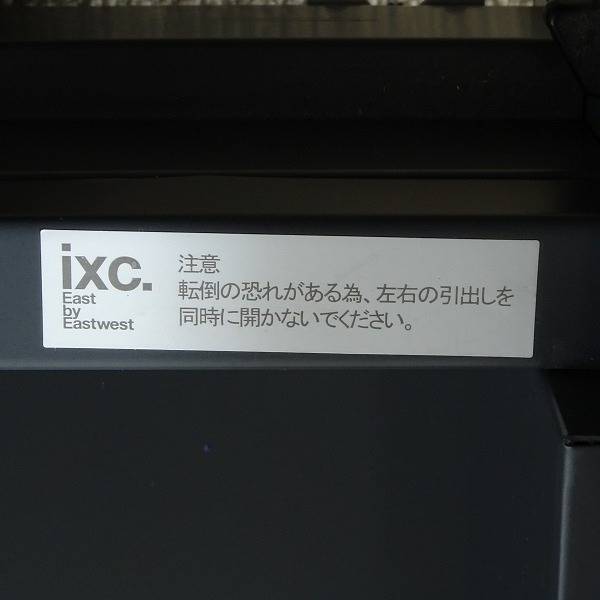 ixc.
East
by
Eastwest
注意
転倒の恐れがある為、左右の引出しを
同時に開かないでください。